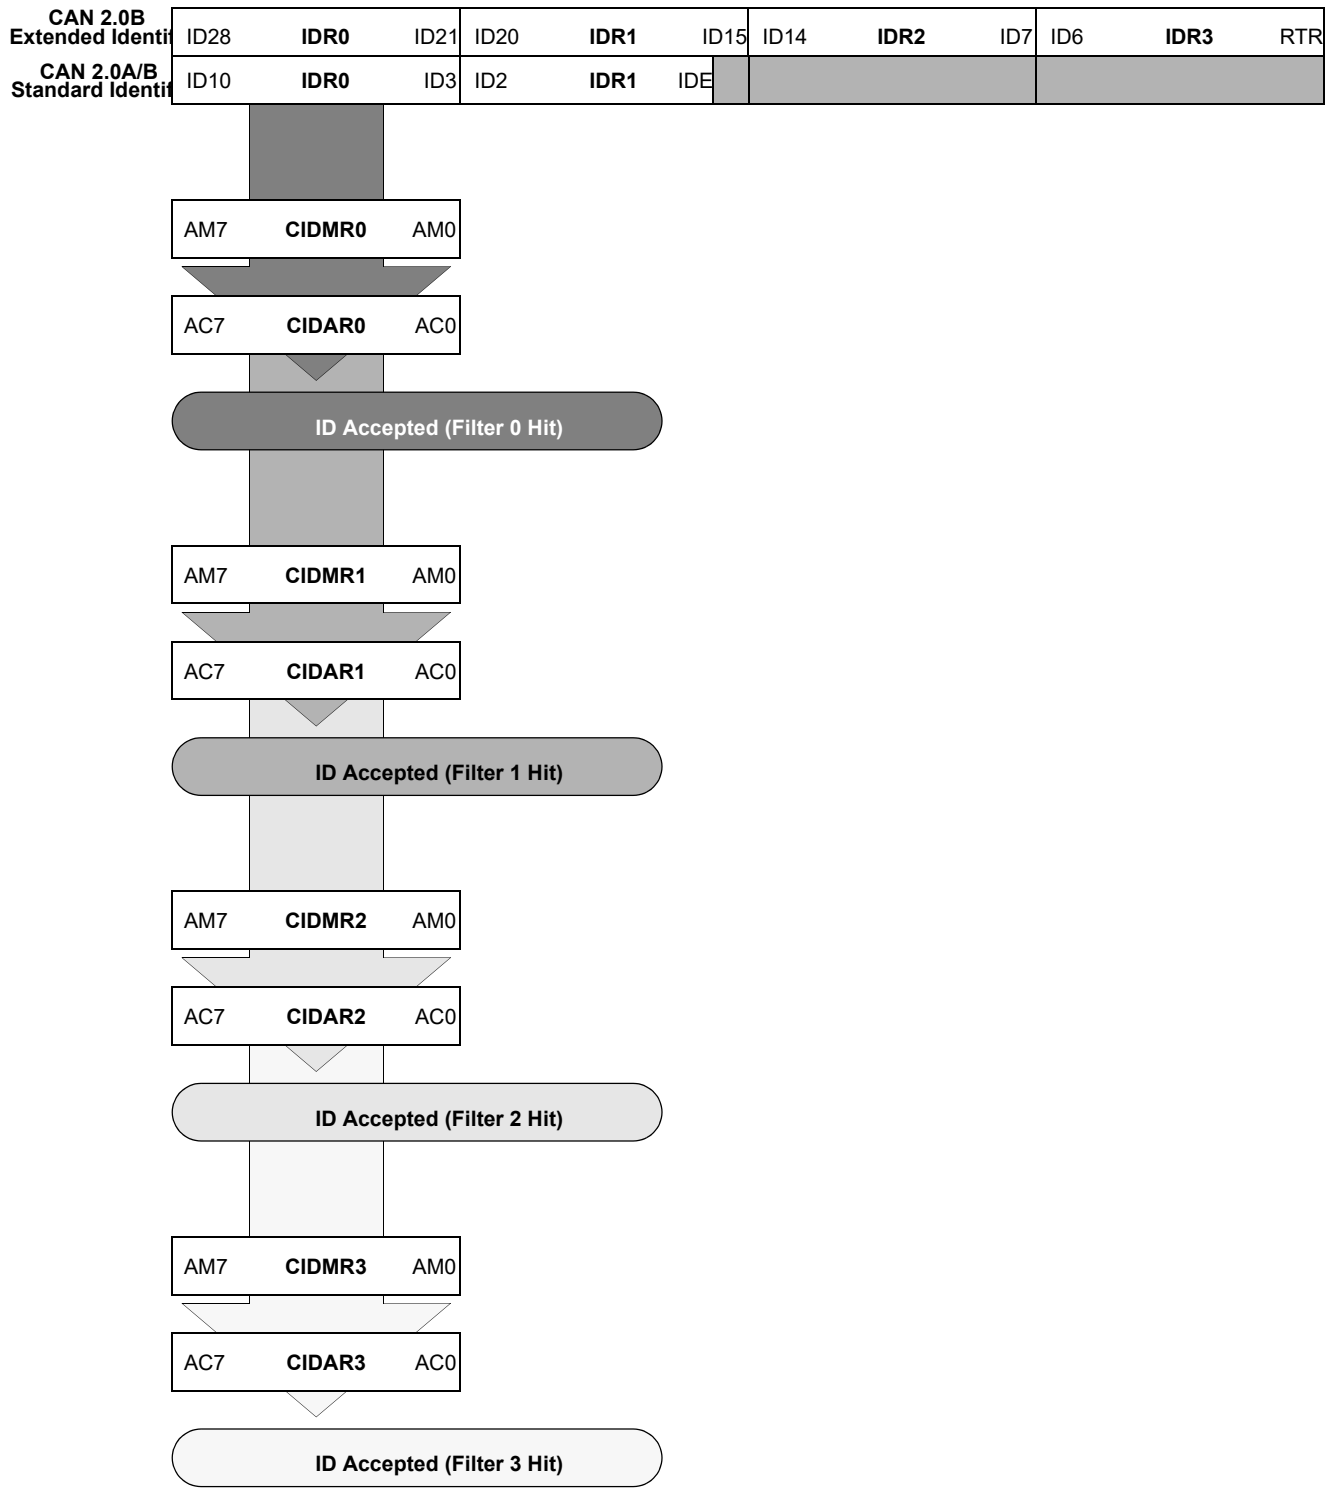 CAN 2.0B
Extended Identif
ID28 IDR0 ID21 ID20 IDR1 ID15 ID14 IDR2 ID7 ID6 IDR3 RTR
CAN 2.0A/B
Standard Identif
ID10 IDR0 ID3 ID2 IDR1 IDE
AM7 CIDMR0 AM0
AC7 CIDAR0 AC0
ID Accepted (Filter 0 Hit)
AM7 CIDMR1 AM0
AC7 CIDAR1 AC0
ID Accepted (Filter 1 Hit)
AM7 CIDMR2 AM0
AC7 CIDAR2 AC0
ID Accepted (Filter 2 Hit)
AM7 CIDMR3 AM0
AC7 CIDAR3 AC0
ID Accepted (Filter 3 Hit)